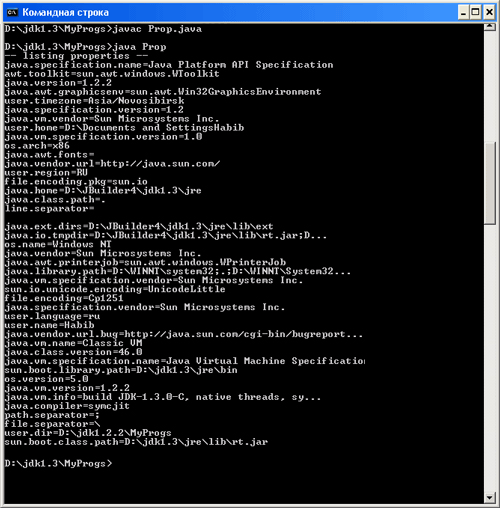 Командная строка
D:\jdk1.3\MyProgs>javac Prop.java
D:\jdk1.3\MyProgs>java Prop
-- listing properties --
java.specification.name=Java Platform API Specification
awt.toolkit=sun.awt.windows.WToolkit
java.version=1.2.2
java.awt.graphicsenv=sun.awt.Win32GraphicsEnvironment
user.timezone=Asia/Novosibirsk
java.specification.version=1.2
java.vm.vendor=Sun Microsystems Inc.
user.home=D:\Documents and SettingsHabib
java.vm.specification.version=1.0
os.arch=x86
java.awt.fonts=
java.vendor.url=http://java.sun.com/
user.region=RU
file.encoding.pkg=sun.io
java.home=D:\JBuilder4\jdk1.3\jre
java.class.path=.
line.separator=
java.ext.dirs=D:\JBuilder4\jdk1.3\jre\lib\ext
java.io.tmpdir=D:\JBuilder4\jdk1.3\jre\lib\rt.jar;D...
os.name=Windows NT
java.vendor=Sun Microsystems Inc.
java.awt.printerjob=sun.awt.windows.WPrinterJob
java.library.path=D:\WINNT\system32;.;D:\WINNT\System32...
java.vm.specification.vendor=Sun Microsystems Inc.
sun.io.unicode.encoding=UnicodeLittle
file.encoding=Cp1251
java.specification.vendor=Sun Microsystems Inc.
user.language=ru
user.name=Habib
java.vendor.url.bug=http://java.sun.com/cgi-bin/bugreport...
java.vm.name=Classic VM
java.class.version=46.0
java.vm.specification.name=Java Virtual Machine Specification
sun.boot.library.path=D:\jdk1.3\jre\bin
os.version=5.0
java.vm.version=1.2.2
java.vm.info=build JDK-1.3.0-C, native threads, sy...
java.compiler=symcjit
path.separator=;
file.separator=\
user.dir=D:\jdk1.2.2\MyProgs
sun.boot.class.path=D:\jdk1.3\jre\lib\rt.jar
D:\jdk1.3\MyProgs>